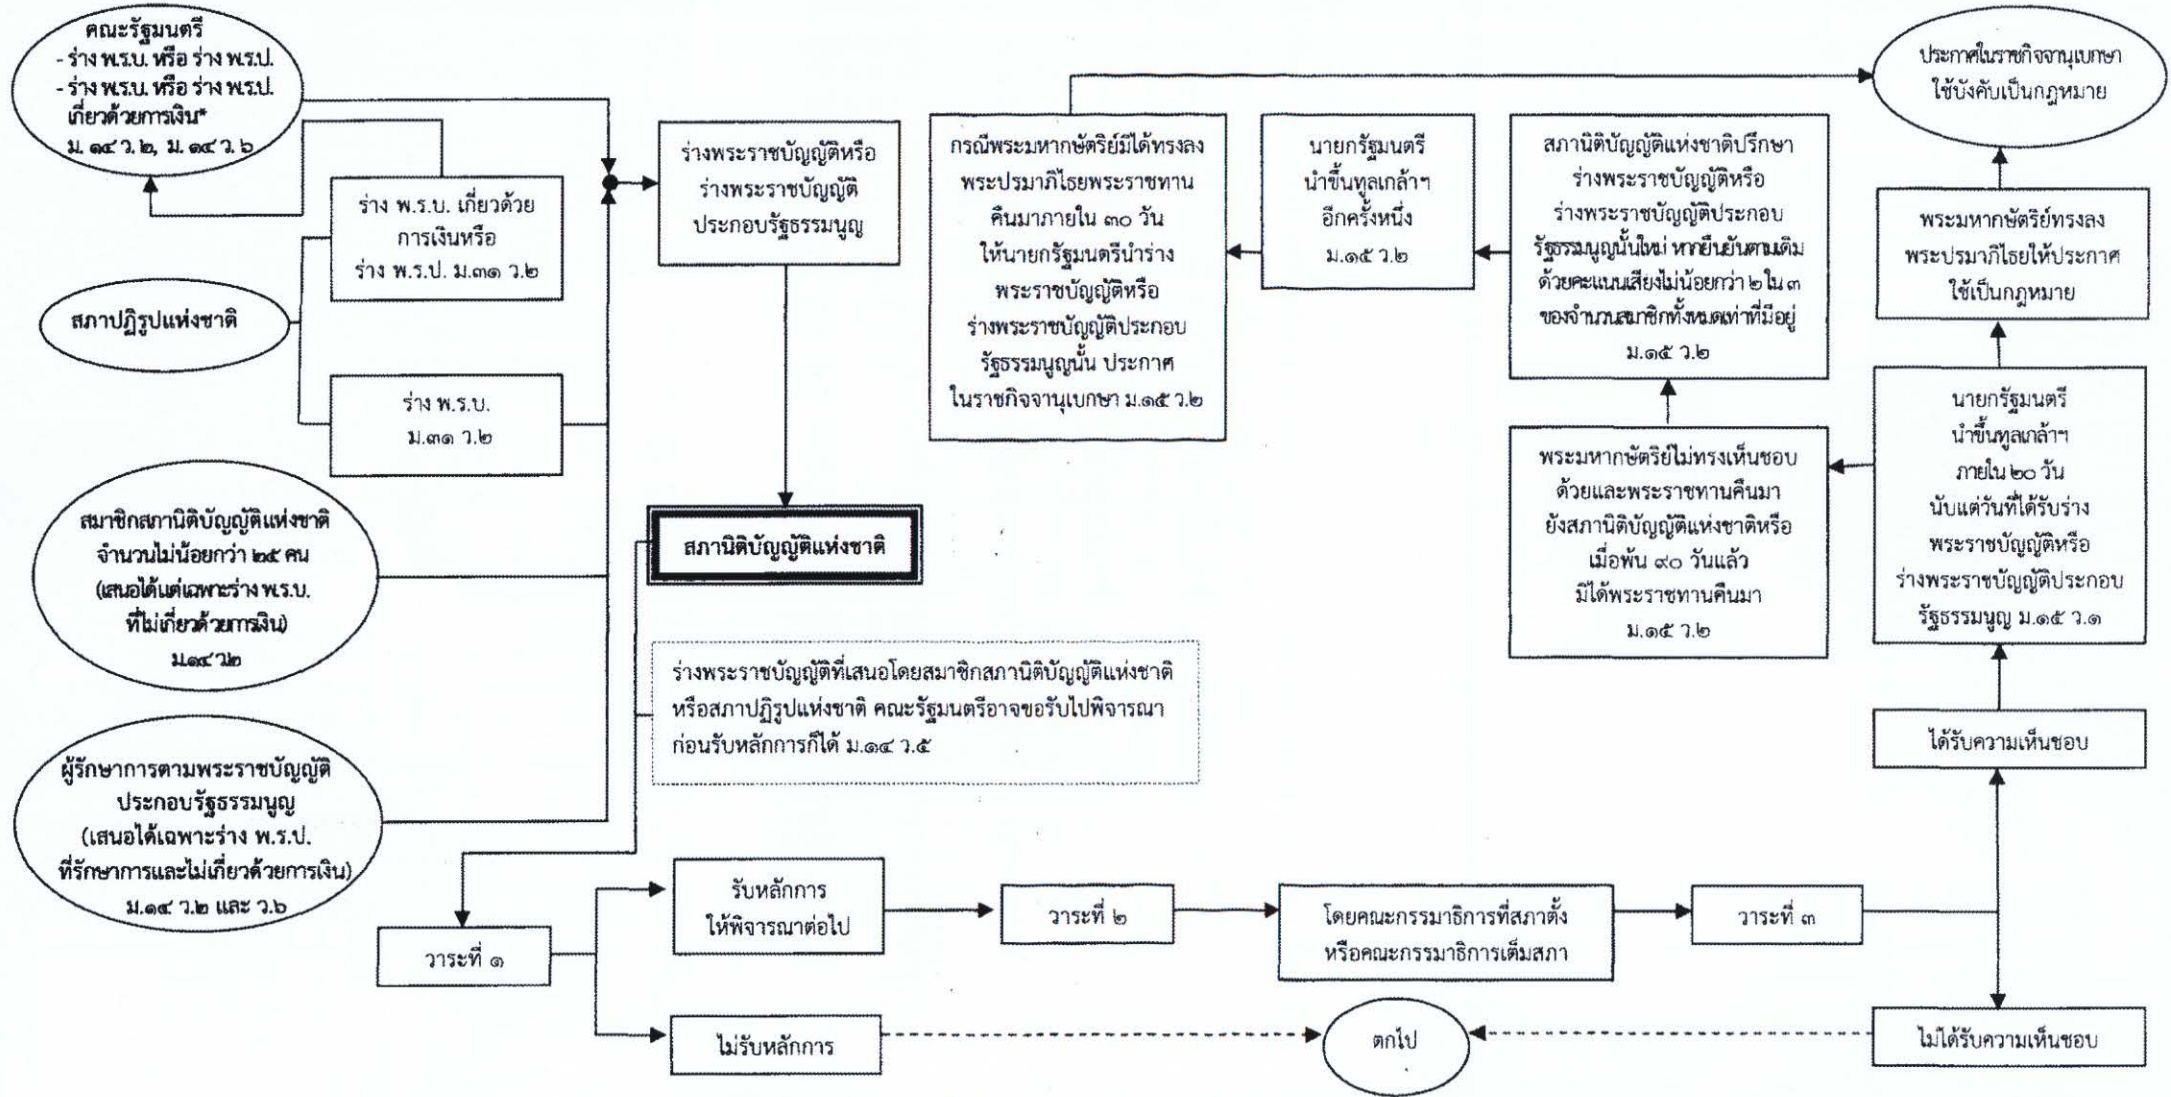 คณะรัฐมนตรี
- ร่าง พ.ร.บ. หรือ ร่าง พ.ร.ป.
- ร่าง พ.ร.บ. หรือ ร่าง พ.ร.ป.
เกี่ยวด้วยการเงิน*
ม. ๑๔ ว. ๒, ม. ๑๔ ว. ๖
ร่าง พ.ร.บ. เกี่ยวด้วย
การเงินหรือ
ร่าง พ.ร.ป. ม.๓๑ ว.๒
สภาปฏิรูปแห่งชาติ
ร่าง พ.ร.บ.
ม.๓๑ ว.๒
สมาชิกสภานิติบัญญัติแห่งชาติ
จำนวนไม่น้อยกว่า ๒๕ คน
(เสนอได้แต่เฉพาะร่าง พ.ร.บ.
ที่ไม่เกี่ยวด้วยการเงิน)
ม.๑๔ ว.๒
ผู้รักษาการตามพระราชบัญญัติ
ประกอบรัฐธรรมนูญ
(เสนอได้เฉพาะร่าง พ.ร.ป.
ที่รักษาการและไม่เกี่ยวด้วยการเงิน)
ม.๑๔ ว.๒ และ ว.๖
ร่างพระราชบัญญัติหรือ
ร่างพระราชบัญญัติ
ประกอบรัฐธรรมนูญ
สภานิติบัญญัติแห่งชาติ
ร่างพระราชบัญญัติที่เสนอโดยสมาชิกสภานิติบัญญัติแห่งชาติ
หรือสภาปฏิรูปแห่งชาติ คณะรัฐมนตรีอาจขอรับไปพิจารณา
ก่อนรับหลักการก็ได้ ม.๑๔ ว.๕
วาระที่ ๑
รับหลักการ
ให้พิจารณาต่อไป
ไม่รับหลักการ
วาระที่ ๒
โดยคณะกรรมาธิการที่สภาตั้ง
หรือคณะกรรมาธิการเต็มสภา
วาระที่ ๓
ตกไป
ไม่ได้รับความเห็นชอบ
ได้รับความเห็นชอบ
นายกรัฐมนตรี
นำขึ้นทูลเกล้าฯ
ภายใน ๒๐ วัน
นับแต่วันที่ได้รับร่าง
พระราชบัญญัติหรือ
ร่างพระราชบัญญัติประกอบ
รัฐธรรมนูญ ม.๑๕ ว.๑
พระมหากษัตริย์ทรงลง
พระปรมาภิไธยให้ประกาศ
ใช้เป็นกฎหมาย
ประกาศในราชกิจจานุเบกษา
ใช้บังคับเป็นกฎหมาย
พระมหากษัตริย์ไม่ทรงเห็นชอบ
ด้วยและพระราชทานคืนมา
ยังสภานิติบัญญัติแห่งชาติหรือ
เมื่อพ้น ๙๐ วันแล้ว
มิได้พระราชทานคืนมา
ม.๑๕ ว.๒
สภานิติบัญญัติแห่งชาติปรึกษา
ร่างพระราชบัญญัติหรือ
ร่างพระราชบัญญัติประกอบ
รัฐธรรมนูญนั้นใหม่ หากยืนยันตามเดิม
ด้วยคะแนนเสียงไม่น้อยกว่า ๒ ใน ๓
ของจำนวนสมาชิกทั้งหมดเท่าที่มีอยู่
ม.๑๕ ว.๒
นายกรัฐมนตรี
นำขึ้นทูลเกล้าฯ
อีกครั้งหนึ่ง
ม.๑๕ ว.๒
กรณีพระมหากษัตริย์มิได้ทรงลง
พระปรมาภิไธยพระราชทาน
คืนมาภายใน ๓๐ วัน
ให้นายกรัฐมนตรีนำร่าง
พระราชบัญญัติหรือ
ร่างพระราชบัญญัติประกอบ
รัฐธรรมนูญนั้น ประกาศ
ในราชกิจจานุเบกษา ม.๑๕ ว.๒